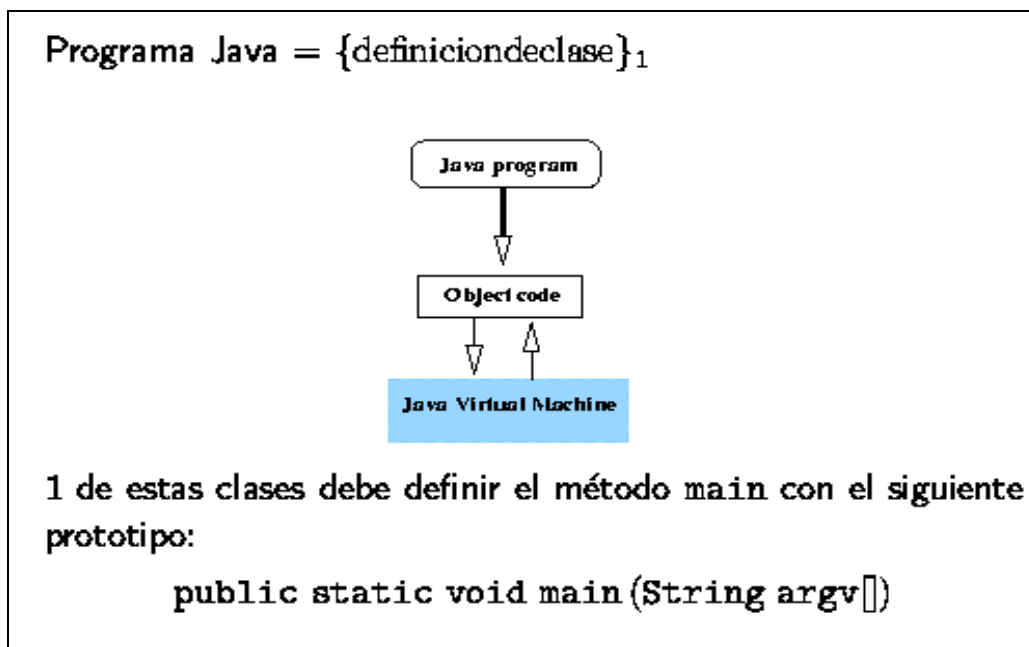 Programa Java = {definiciondeclase}₁
Java program
Object code
Java Virtual Machine
1 de estas clases debe definir el método main con el siguiente
prototipo:
public static void main (String argv[])